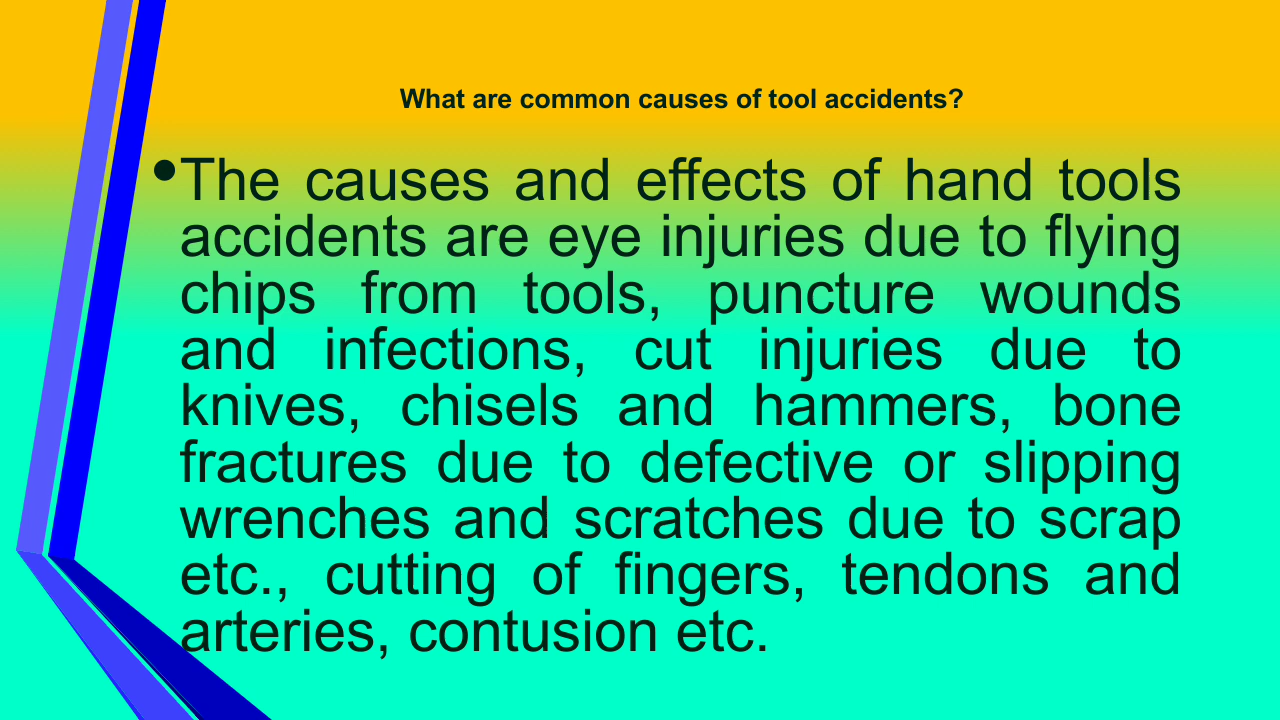 What are common causes of tool accidents?
•The causes and effects of hand tools
accidents are eye injuries due to flying
chips from tools, puncture wounds
and infections, cut injuries due to
knives, chisels and hammers, bone
fractures due to defective or slipping
wrenches and scratches due to scrap
etc., cutting of fingers, tendons and
arteries, contusion etc.